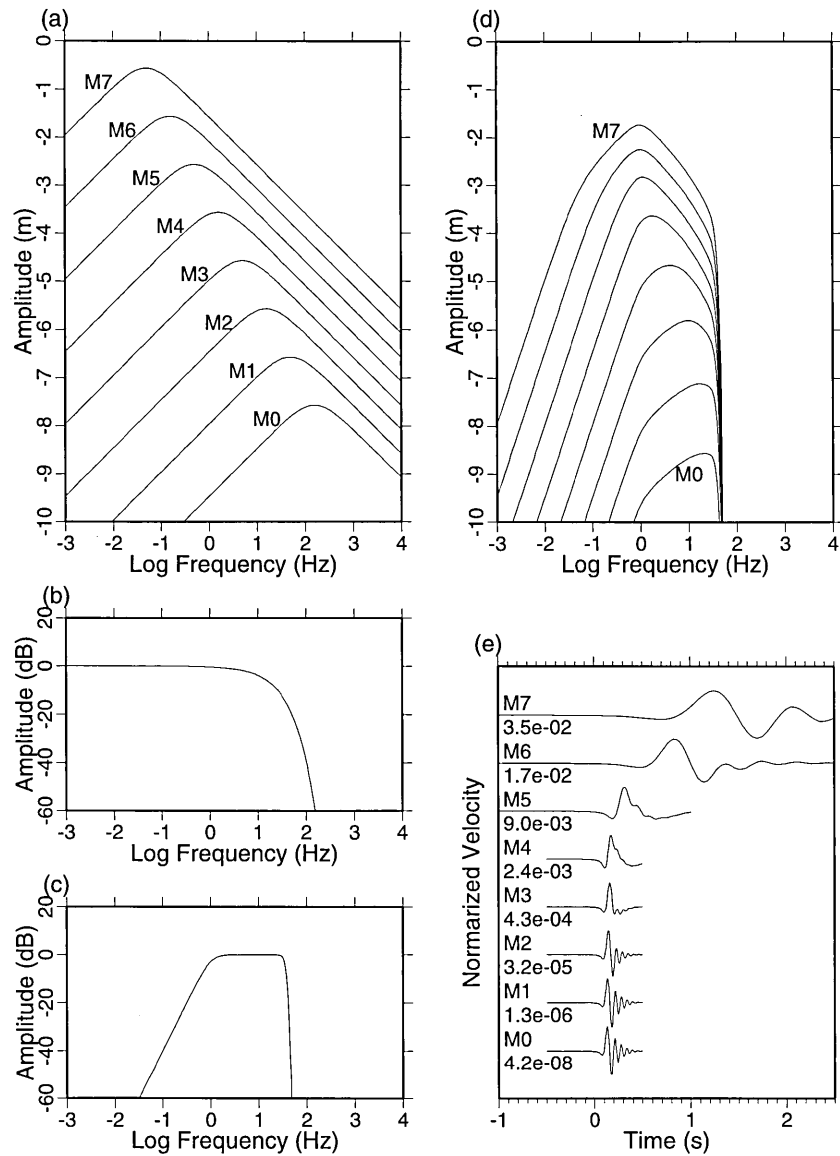 (a)
0
-1
-2
-3
-4
-5
-6
-7
-8
-9
-10
Amplitude (m)
M7
M6
M5
M4
M3
M2
M1
M0
-3 -2 -1 0 1 2 3 4
Log Frequency (Hz)
(d)
0
-1
-2
-3
-4
-5
-6
-7
-8
-9
-10
Amplitude (m)
M7
M0
-3 -2 -1 0 1 2 3 4
Log Frequency (Hz)
(b)
20
0
-20
-40
-60
Amplitude (dB)
-3 -2 -1 0 1 2 3 4
Log Frequency (Hz)
(c)
20
0
-20
-40
-60
Amplitude (dB)
-3 -2 -1 0 1 2 3 4
Log Frequency (Hz)
(e)
Normarized Velocity
M7
3.5e-02
M6
1.7e-02
M5
9.0e-03
M4
2.4e-03
M3
4.3e-04
M2
3.2e-05
M1
1.3e-06
M0
4.2e-08
-1 0 1 2
Time (s)